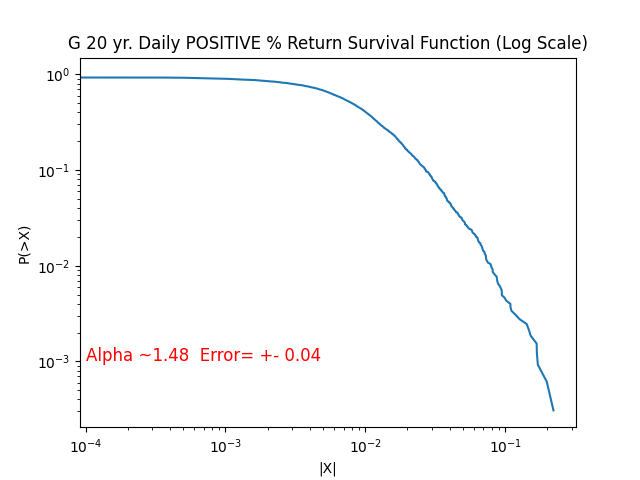 G 20 yr. Daily POSITIVE % Return Survival Function (Log Scale)
10⁰
10⁻¹
10⁻²
10⁻³
P(>X)
Alpha ~1.48  Error= +- 0.04
10⁻⁴ 10⁻³ 10⁻² 10⁻¹
|X|